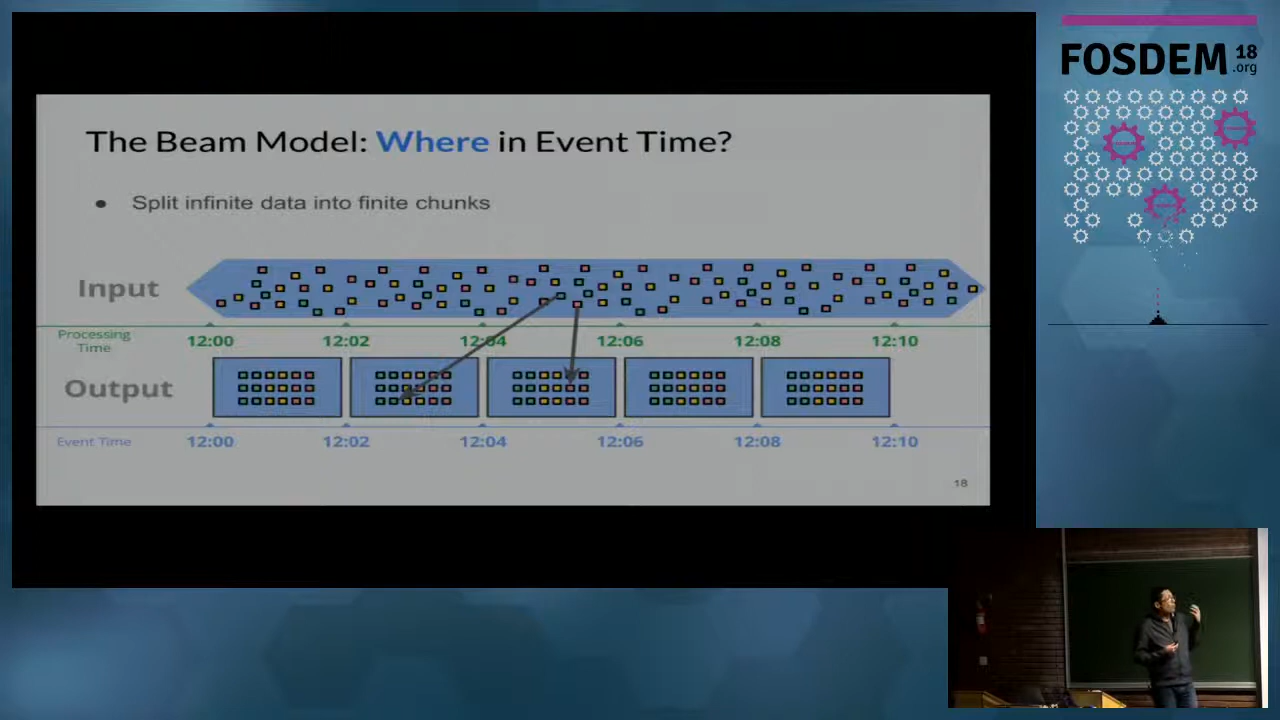 The Beam Model: Where in Event Time?
● Split infinite data into finite chunks
Input
Processing
Time
12:00 12:02 12:04 12:06 12:08 12:10
Output
Event Time
12:00 12:02 12:04 12:06 12:08 12:10
18
FOSDEM 18
.org